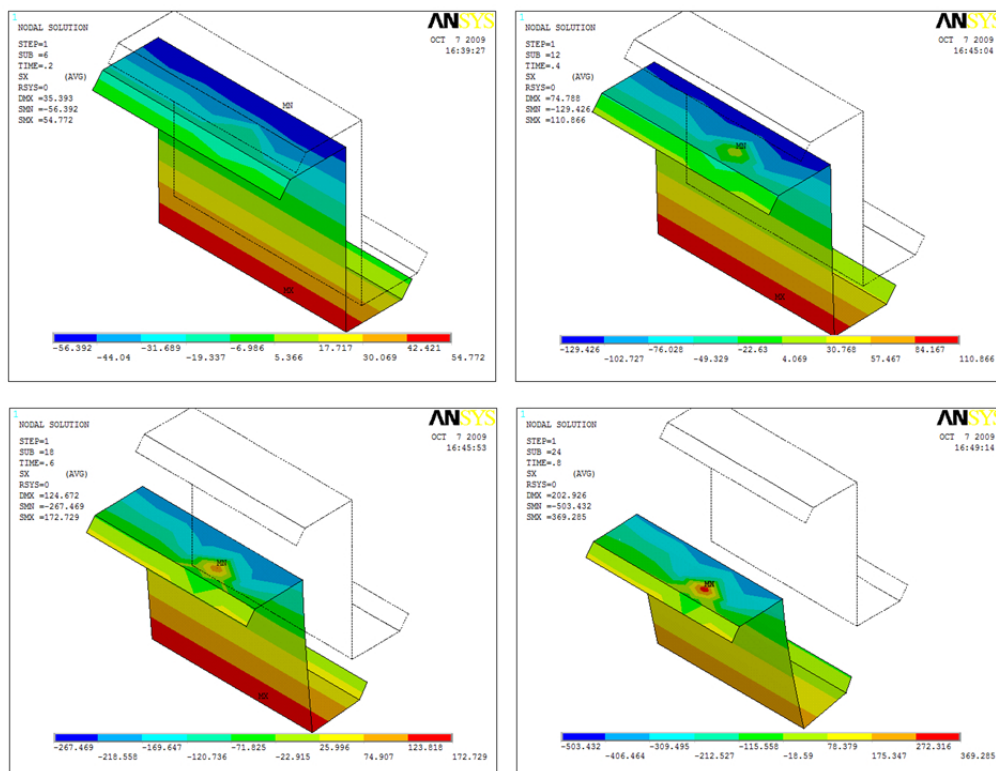 1
NODAL SOLUTION
STEP=1
SUB =6
TIME=.2
SX (AVG)
RSYS=0
DMX =35.393
SMN =-56.392
SMX =54.772
ANSYS
OCT 7 2009
16:39:27
MN
MX
-56.392 -31.689 -6.986 17.717 42.421
-44.04 -19.337 5.366 30.069 54.772
1
NODAL SOLUTION
STEP=1
SUB =12
TIME=.4
SX (AVG)
RSYS=0
DMX =74.788
SMN =-129.426
SMX =110.866
ANSYS
OCT 7 2009
16:45:04
MN
MX
-129.426 -76.028 -22.63 30.768 84.167
-102.727 -49.329 4.069 57.467 110.866
1
NODAL SOLUTION
STEP=1
SUB =18
TIME=.6
SX (AVG)
RSYS=0
DMX =124.672
SMN =-267.469
SMX =172.729
ANSYS
OCT 7 2009
16:45:53
MN
MX
-267.469 -169.647 -71.825 25.996 123.818
-218.558 -120.736 -22.915 74.907 172.729
1
NODAL SOLUTION
STEP=1
SUB =24
TIME=.8
SX (AVG)
RSYS=0
DMX =202.926
SMN =-503.432
SMX =369.285
ANSYS
OCT 7 2009
16:49:14
MN
-503.432 -309.495 -115.558 78.379 272.316
-406.464 -212.527 -18.59 175.347 369.285